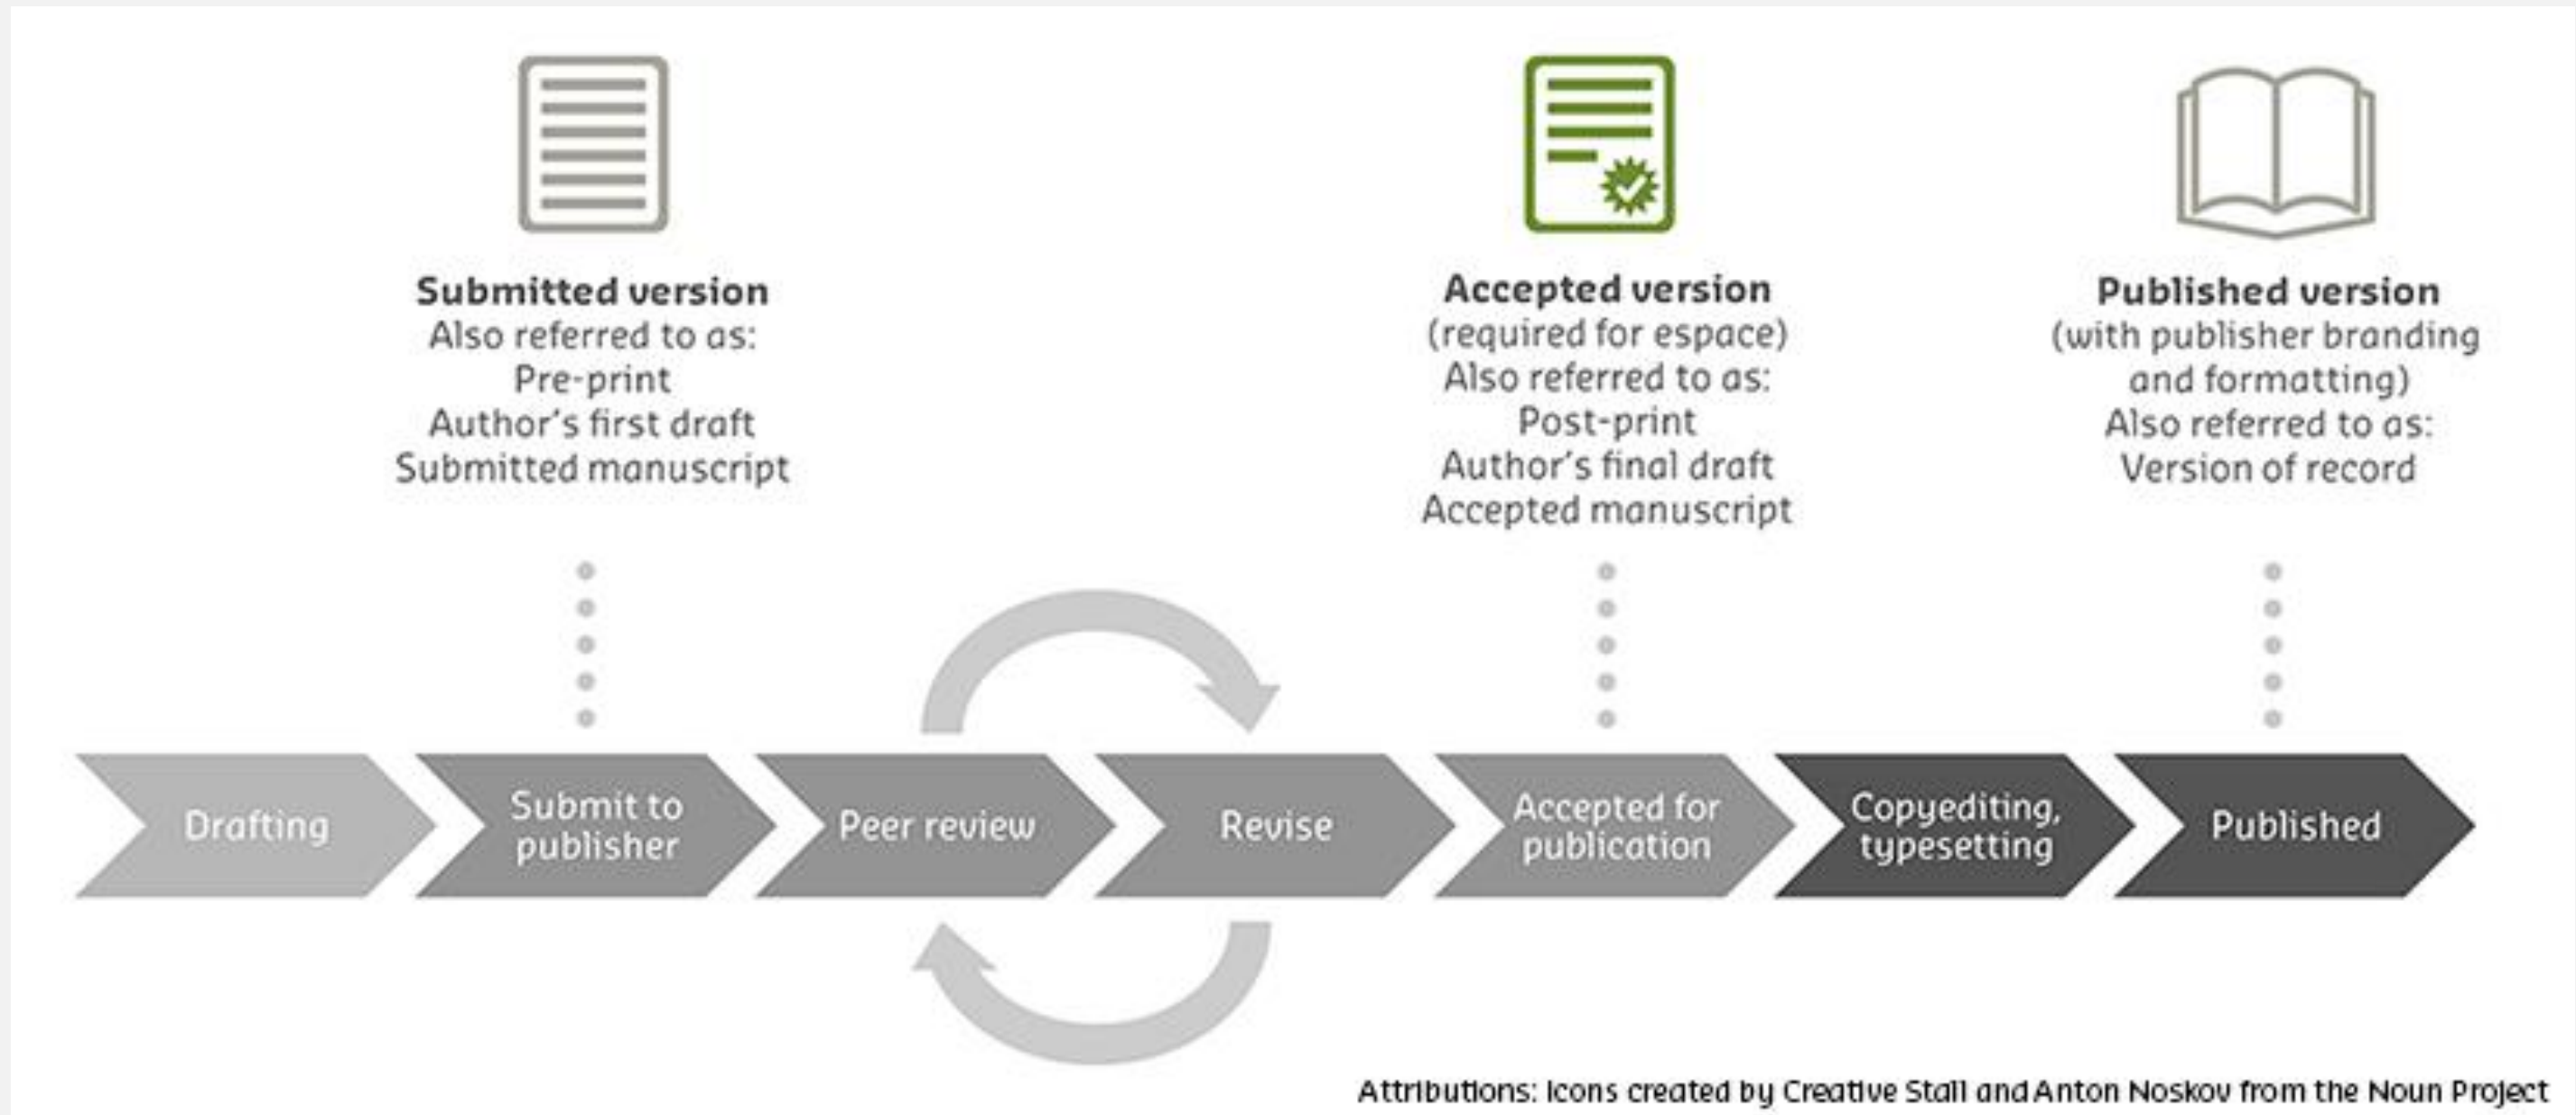 Submitted version
Also referred to as:
Pre-print
Author's first draft
Submitted manuscript
Accepted version
(required for espace)
Also referred to as:
Post-print
Author's final draft
Accepted manuscript
Published version
(with publisher branding
and formatting)
Also referred to as:
Version of record
Drafting
Submit to
publisher
Peer review
Revise
Accepted for
publication
Copyediting,
typesetting
Published
Attributions: Icons created by Creative Stall and Anton Noskov from the Noun Project